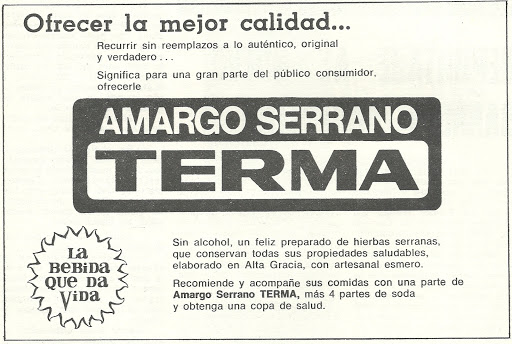 Ofrecer la mejor calidad...
Recurrir sin reemplazos a lo auténtico, original
y verdadero . . .
Significa para una gran parte del público consumidor,
ofrecerle
AMARGO SERRANO
TERMA
La
BeBiDa
QUe Da
ViDa
Sin alcohol, un feliz preparado de hierbas serranas,
que conservan todas sus propiedades saludables,
elaborado en Alta Gracia, con artesanal esmero.
Recomiende y acompañe sus comidas con una parte de
Amargo Serrano TERMA, más 4 partes de soda
y obtenga una copa de salud.